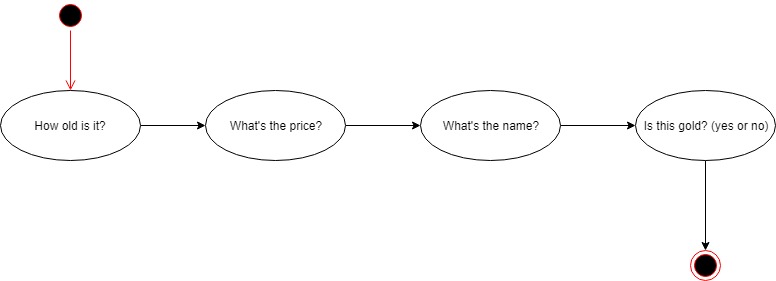 How old is it?
What's the price?
What's the name?
Is this gold? (yes or no)